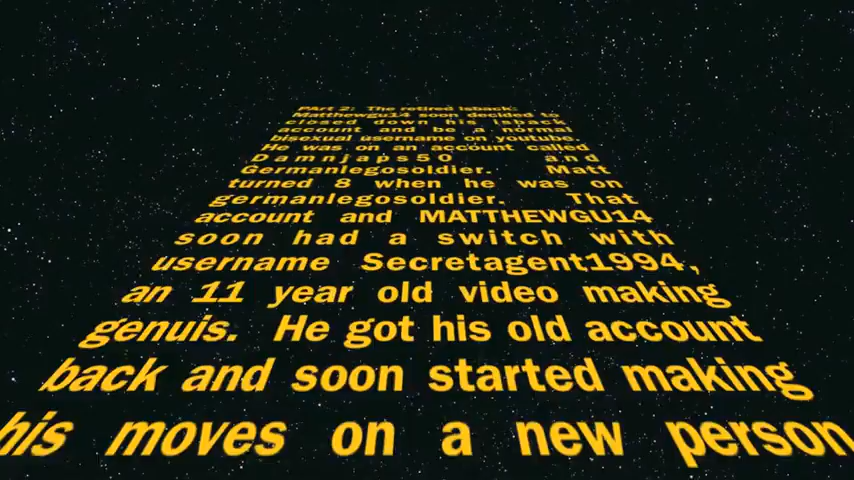 PArt 2: The retired isback:
Matthewgu14 soon decided to
closed down his isback
account and be a normal
bisexual username on youtube.
He was on an account called
Damnjaps50 and
Germanlegosoldier. Matt
turned 8 when he was on
germanlegosoldier. That
account and MATTHEWGU14
soon had a switch with
username Secretagent1994,
an 11 year old video making
genuis. He got his old account
back and soon started making
his moves on a new person